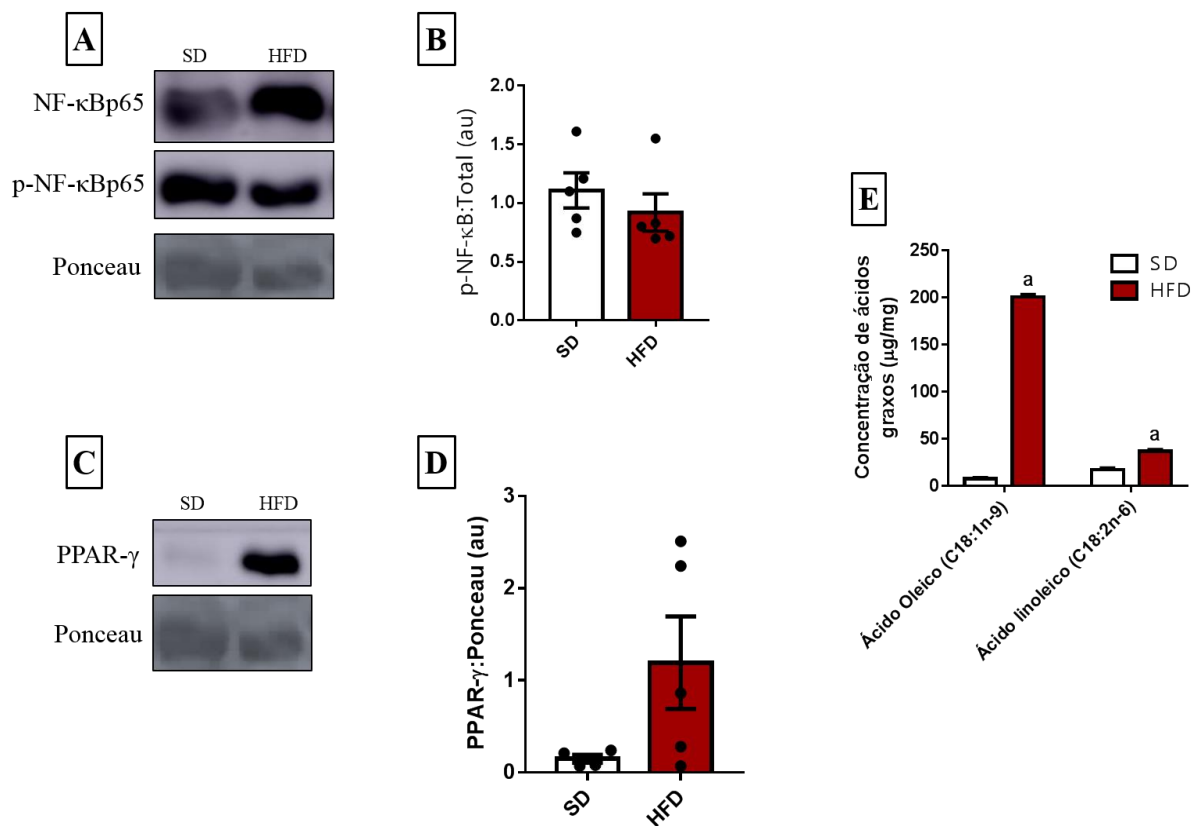 A
SD HFD
NF-κBp65
p-NF-κBp65
Ponceau
B
p-NF-κB:Total (au)
2.0
1.5
1.0
0.5
0.0
SD
HFD
C
SD HFD
PPAR-γ
Ponceau
D
PPAR-γ:Ponceau (au)
3
2
1
0
SD
HFD
E
Concentração de ácidos
graxos (µg/mg)
250
200
150
100
50
0
SD
HFD
a
a
Ácido Oleico (C18:1n-9)
Ácido linoleico (C18:2n-6)